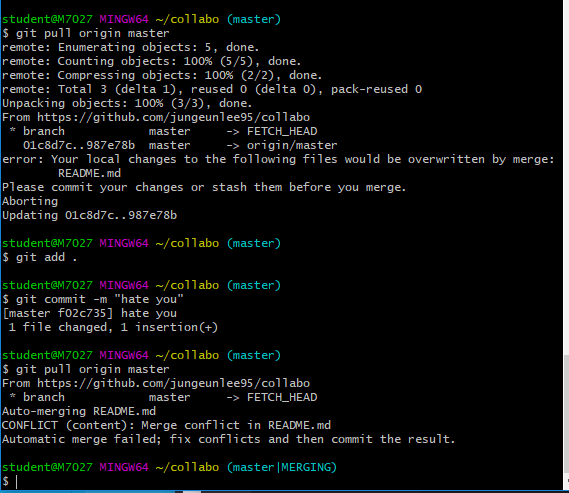 student@M7027 MINGW64 ~/collabo (master)
$ git pull origin master
remote: Enumerating objects: 5, done.
remote: Counting objects: 100% (5/5), done.
remote: Compressing objects: 100% (2/2), done.
remote: Total 3 (delta 1), reused 0 (delta 0), pack-reused 0
Unpacking objects: 100% (3/3), done.
From https://github.com/jungeunlee95/collabo
 * branch            master     -> FETCH_HEAD
   01c8d7c..987e78b  master     -> origin/master
error: Your local changes to the following files would be overwritten by merge:
        README.md
Please commit your changes or stash them before you merge.
Aborting
Updating 01c8d7c..987e78b
student@M7027 MINGW64 ~/collabo (master)
$ git add .
student@M7027 MINGW64 ~/collabo (master)
$ git commit -m "hate you"
[master f02c735] hate you
 1 file changed, 1 insertion(+)
student@M7027 MINGW64 ~/collabo (master)
$ git pull origin master
From https://github.com/jungeunlee95/collabo
 * branch            master     -> FETCH_HEAD
Auto-merging README.md
CONFLICT (content): Merge conflict in README.md
Automatic merge failed; fix conflicts and then commit the result.
student@M7027 MINGW64 ~/collabo (master|MERGING)
$